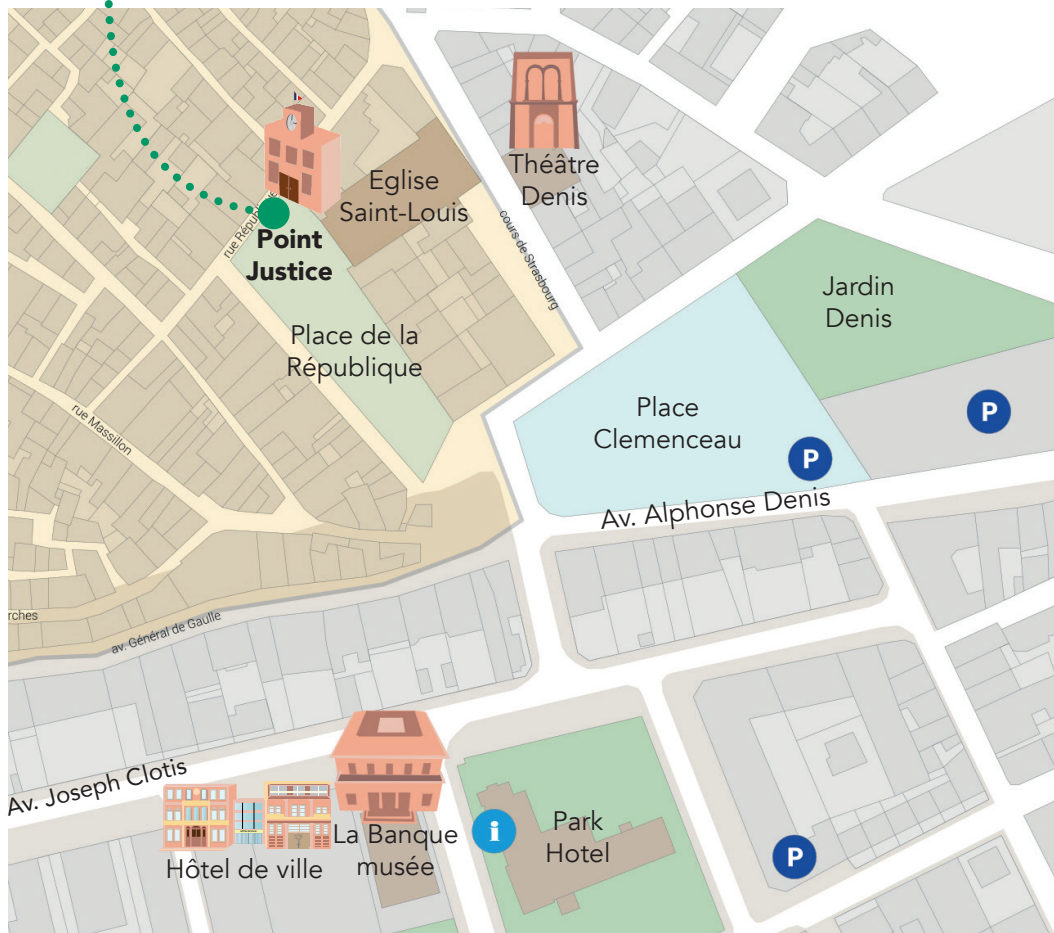 Théâtre
Denis
Eglise
Saint-Louis
rue République
Point
Justice
cours de Strasbourg
Jardin
Denis
Place de la
République
Place
Clemenceau
P
P
rue Massillon
Av. Alphonse Denis
rches
av. Général de Gaulle
Av. Joseph Clotis
La Banque
musée
i
Park
Hotel
P
Hôtel de ville